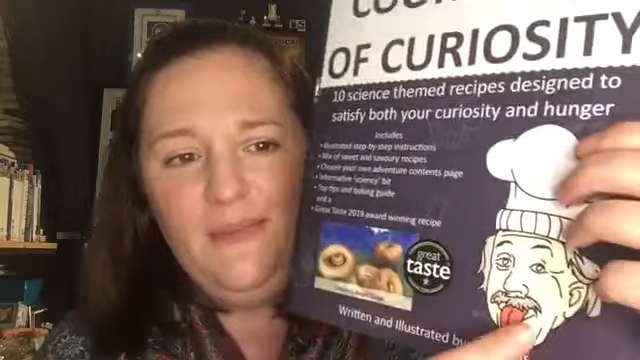 OF CURIOSITY
10 science themed recipes designed to
satisfy both your curiosity and hunger
Includes
• Illustrated step-by-step instructions
• Mix of sweet and savoury recipes
• Choose your own adventure contents page
• Informative 'science' bit
• Top tips and baking guide
and a
• Great Taste 2019 award winning recipe
great
taste
Written and Illustrated by